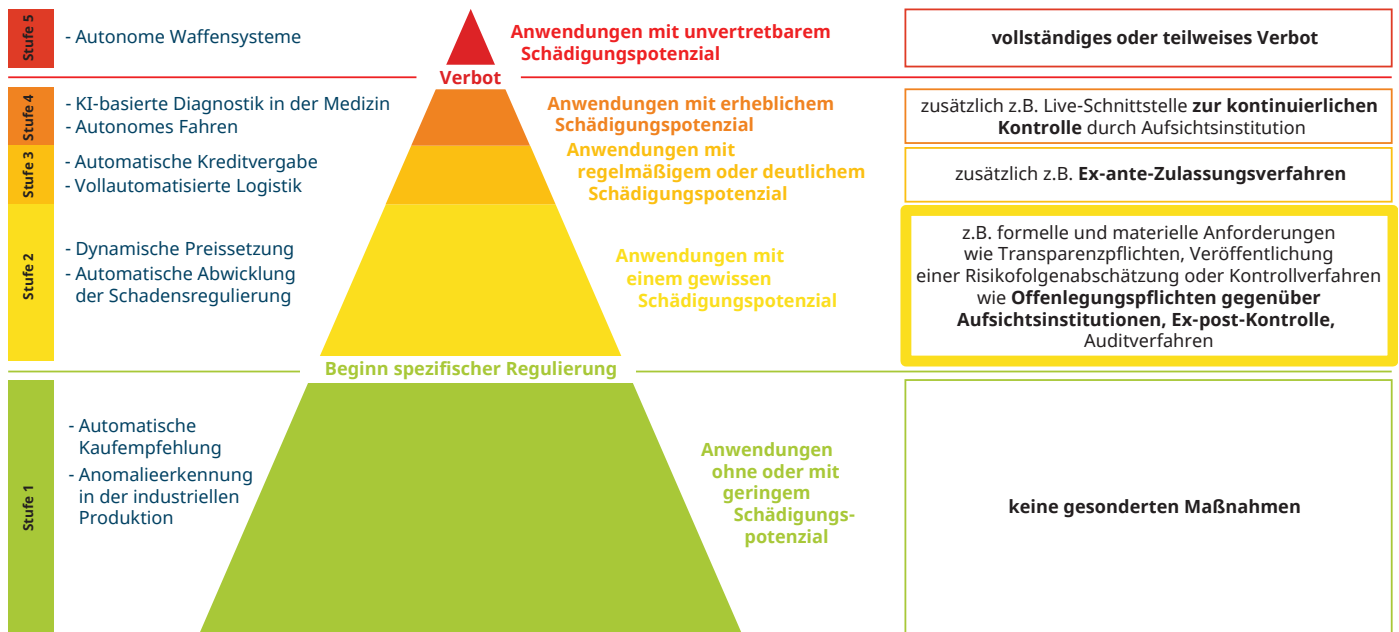 Stufe 5
- Autonome Waffensysteme
Anwendungen mit unvertretbarem
Schädigungspotenzial
vollständiges oder teilweises Verbot
Verbot
Stufe 4
- KI-basierte Diagnostik in der Medizin
- Autonomes Fahren
Anwendungen mit erheblichem
Schädigungspotenzial
zusätzlich z.B. Live-Schnittstelle zur kontinuierlichen
Kontrolle durch Aufsichtsinstitution
Stufe 3
- Automatische Kreditvergabe
- Vollautomatisierte Logistik
Anwendungen mit
regelmäßigem oder deutlichem
Schädigungspotenzial
zusätzlich z.B. Ex-ante-Zulassungsverfahren
Stufe 2
- Dynamische Preissetzung
- Automatische Abwicklung
der Schadensregulierung
Anwendungen mit
einem gewissen
Schädigungspotenzial
z.B. formelle und materielle Anforderungen
wie Transparenzpflichten, Veröffentlichung
einer Risikofolgenabschätzung oder Kontrollverfahren
wie Offenlegungspflichten gegenüber
Aufsichtsinstitutionen, Ex-post-Kontrolle,
Auditverfahren
Beginn spezifischer Regulierung
Stufe 1
- Automatische
Kaufempfehlung
- Anomalieerkennung
in der industriellen
Produktion
Anwendungen
ohne oder mit
geringem
Schädigungs-
potenzial
keine gesonderten Maßnahmen